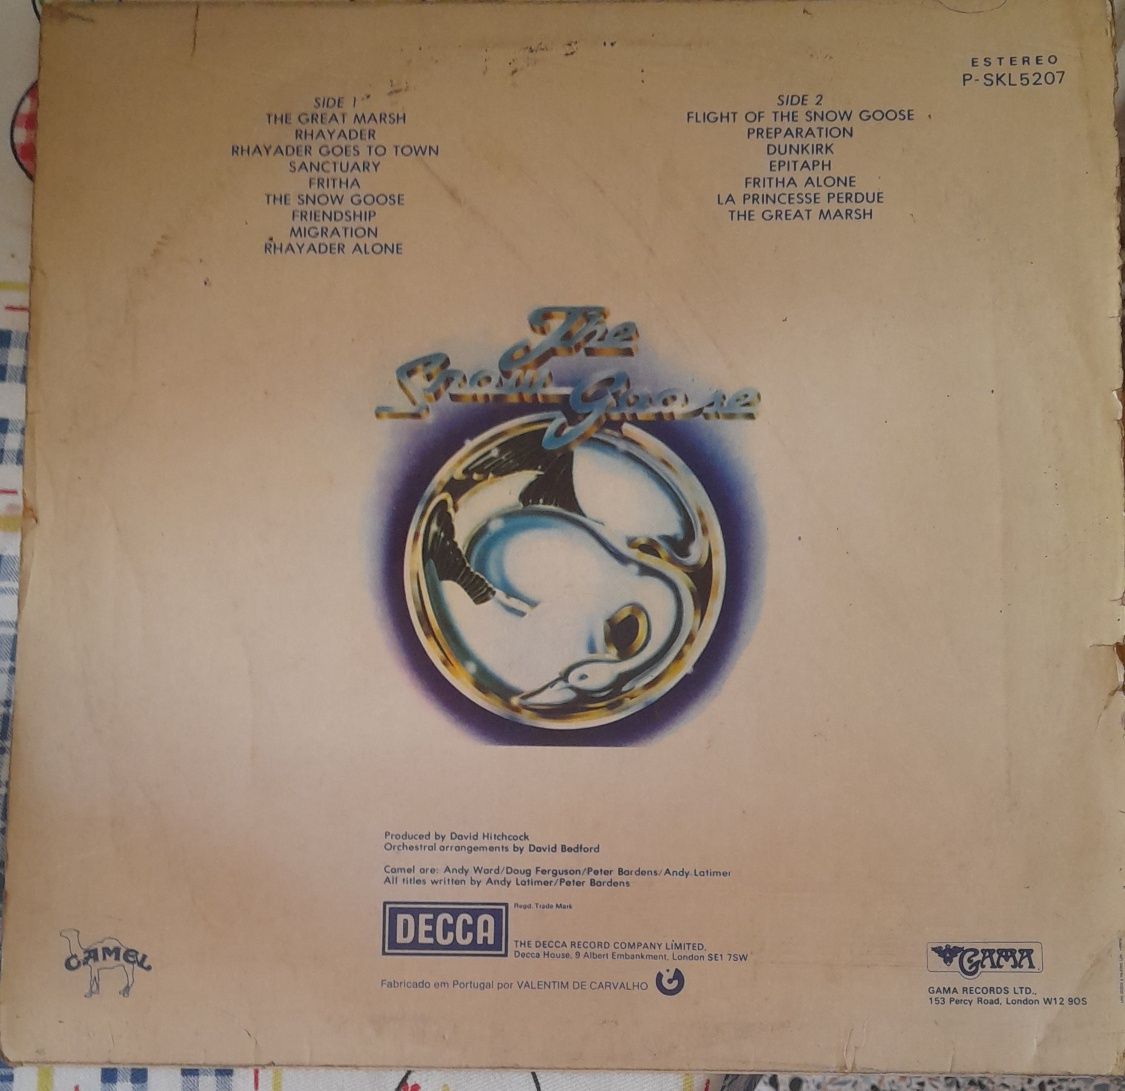 ESTEREO
P-SKL5207
SIDE 1
THE GREAT MARSH
RHAYADER
RHAYADER GOES TO TOWN
SANCTUARY
FRITHA
THE SNOW GOOSE
FRIENDSHIP
MIGRATION
RHAYADER ALONE
SIDE 2
FLIGHT OF THE SNOW GOOSE
PREPARATION
DUNKIRK
EPITAPH
FRITHA ALONE
LA PRINCESSE PERDUE
THE GREAT MARSH
The
Snow Goose
Produced by David Hitchcock
Orchestral arrangements by David Bedford
Camel are: Andy Ward/Doug Ferguson/Peter Bardens/Andy Latimer
All titles written by Andy Latimer/Peter Bardens
DECCA
Regd. Trade Mark
THE DECCA RECORD COMPANY LIMITED,
Decca House, 9 Albert Embankment, London SE1 7SW
Fabricado em Portugal por VALENTIM DE CARVALHO
CAMEL
GAMA
GAMA RECORDS LTD.,
153 Percy Road, London W12 9OS